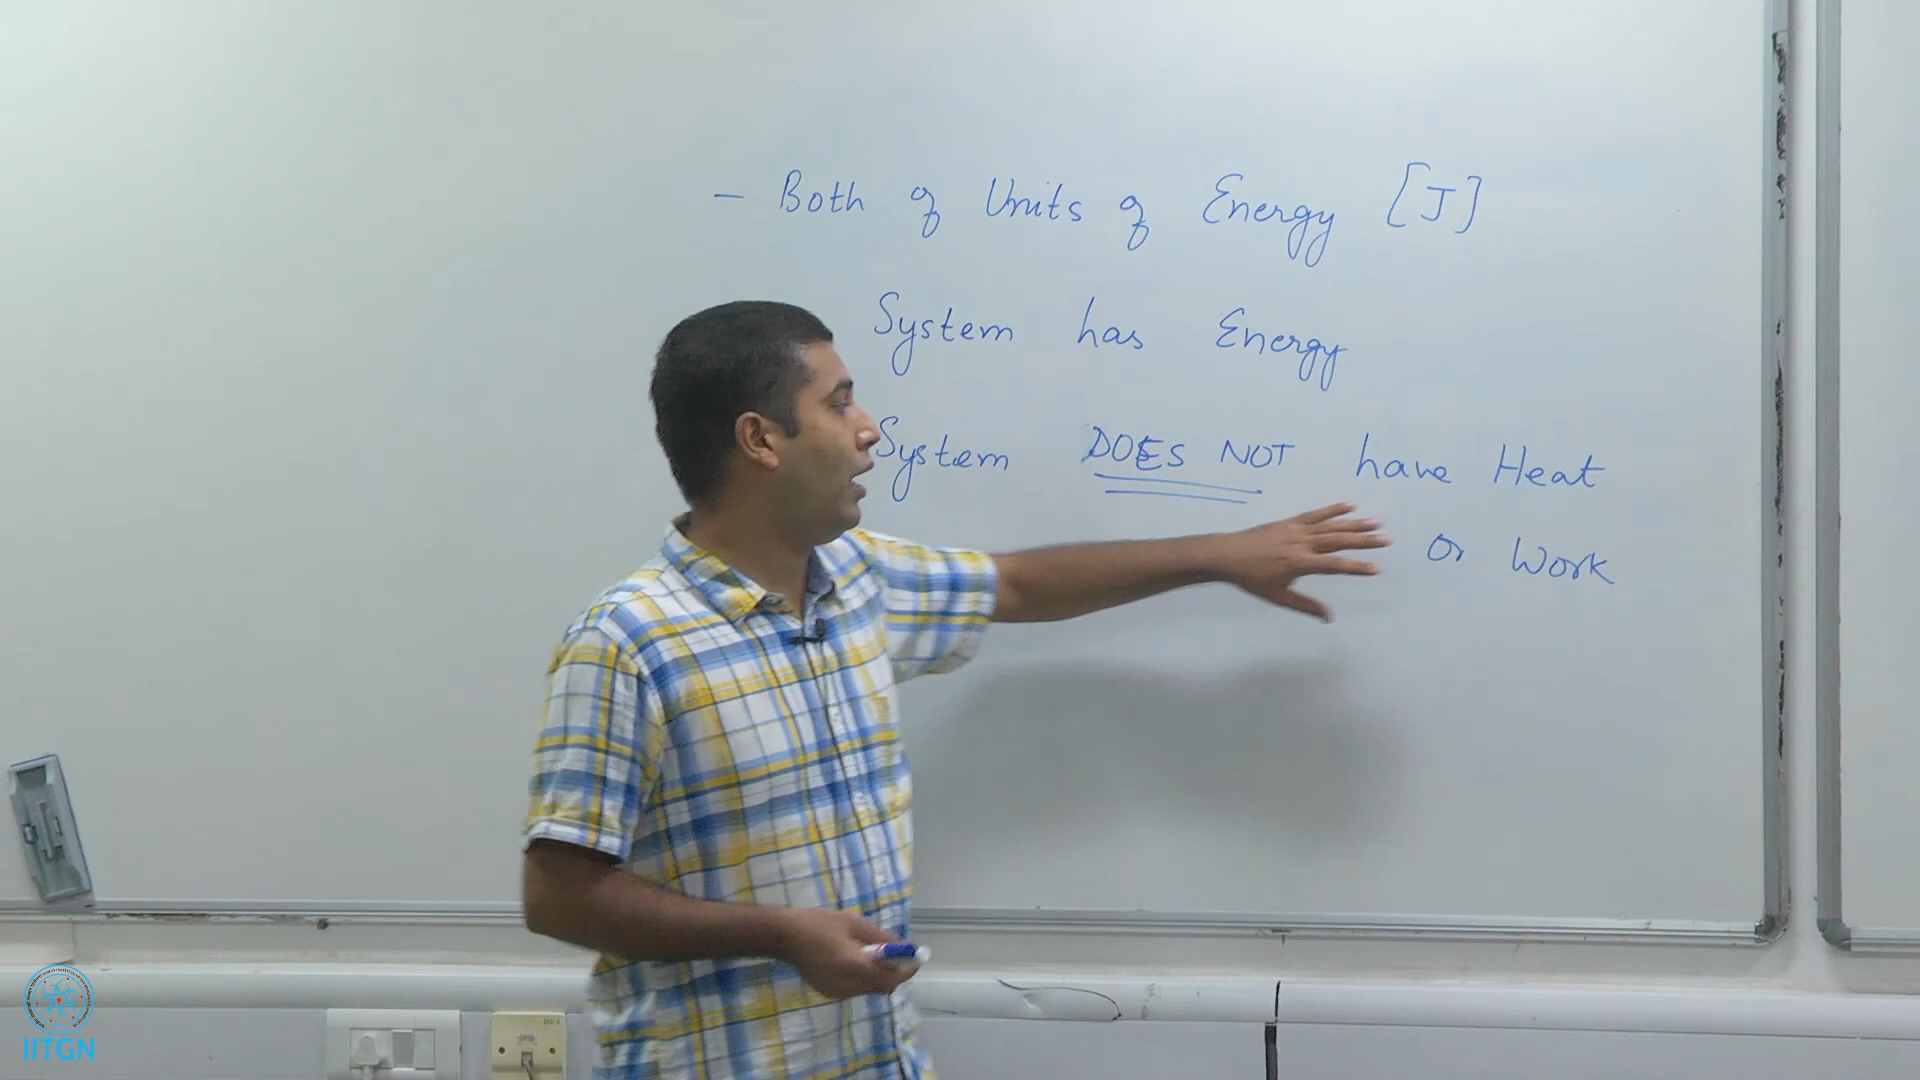 - Both of Units of Energy [J]
System has Energy
System DOES NOT have Heat
or Work
IITGN